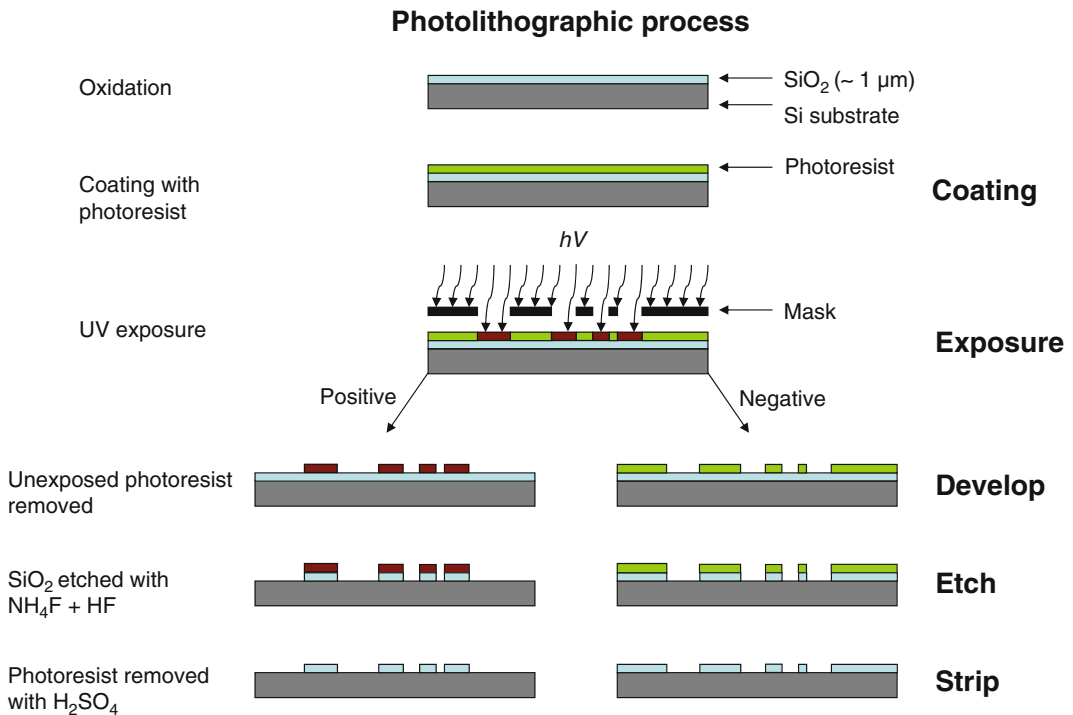 Photolithographic process
Oxidation
SiO₂ (~ 1 µm)
Si substrate
Coating with
photoresist
Photoresist
Coating
hV
UV exposure
Mask
Exposure
Positive
Negative
Unexposed photoresist
removed
Develop
SiO₂ etched with
NH₄F + HF
Etch
Photoresist removed
with H₂SO₄
Strip